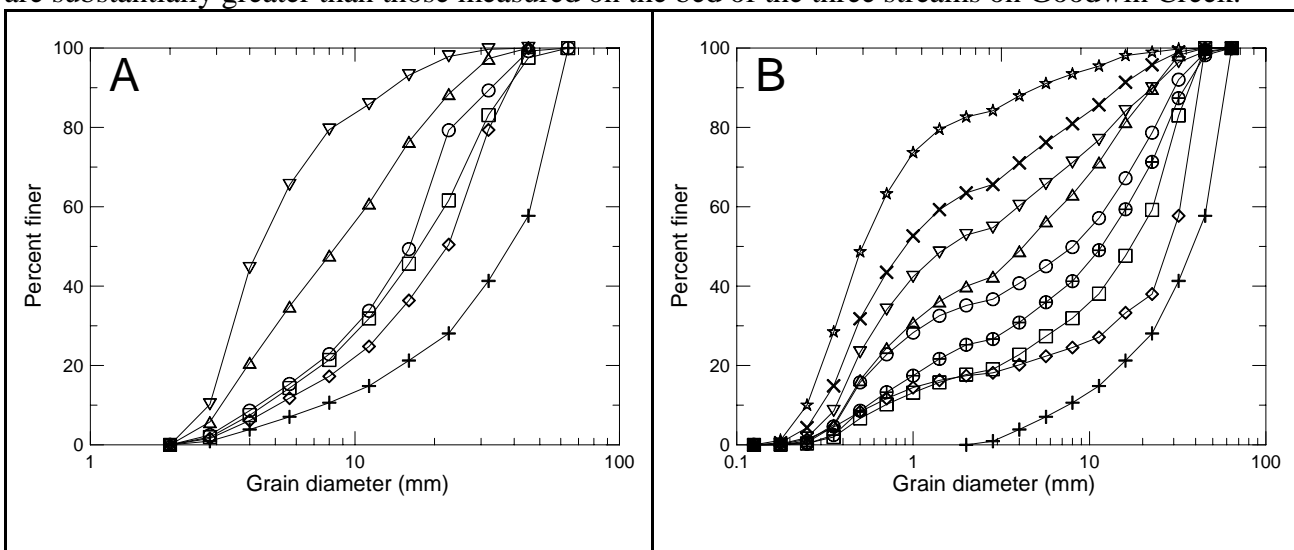 are substantially greater than those measured on the bed of the three streams on Goodwin Creek.
A
100
80
60
40
20
0
Percent finer
1 10 100
Grain diameter (mm)
B
100
80
60
40
20
0
Percent finer
0.1 1 10 100
Grain diameter (mm)